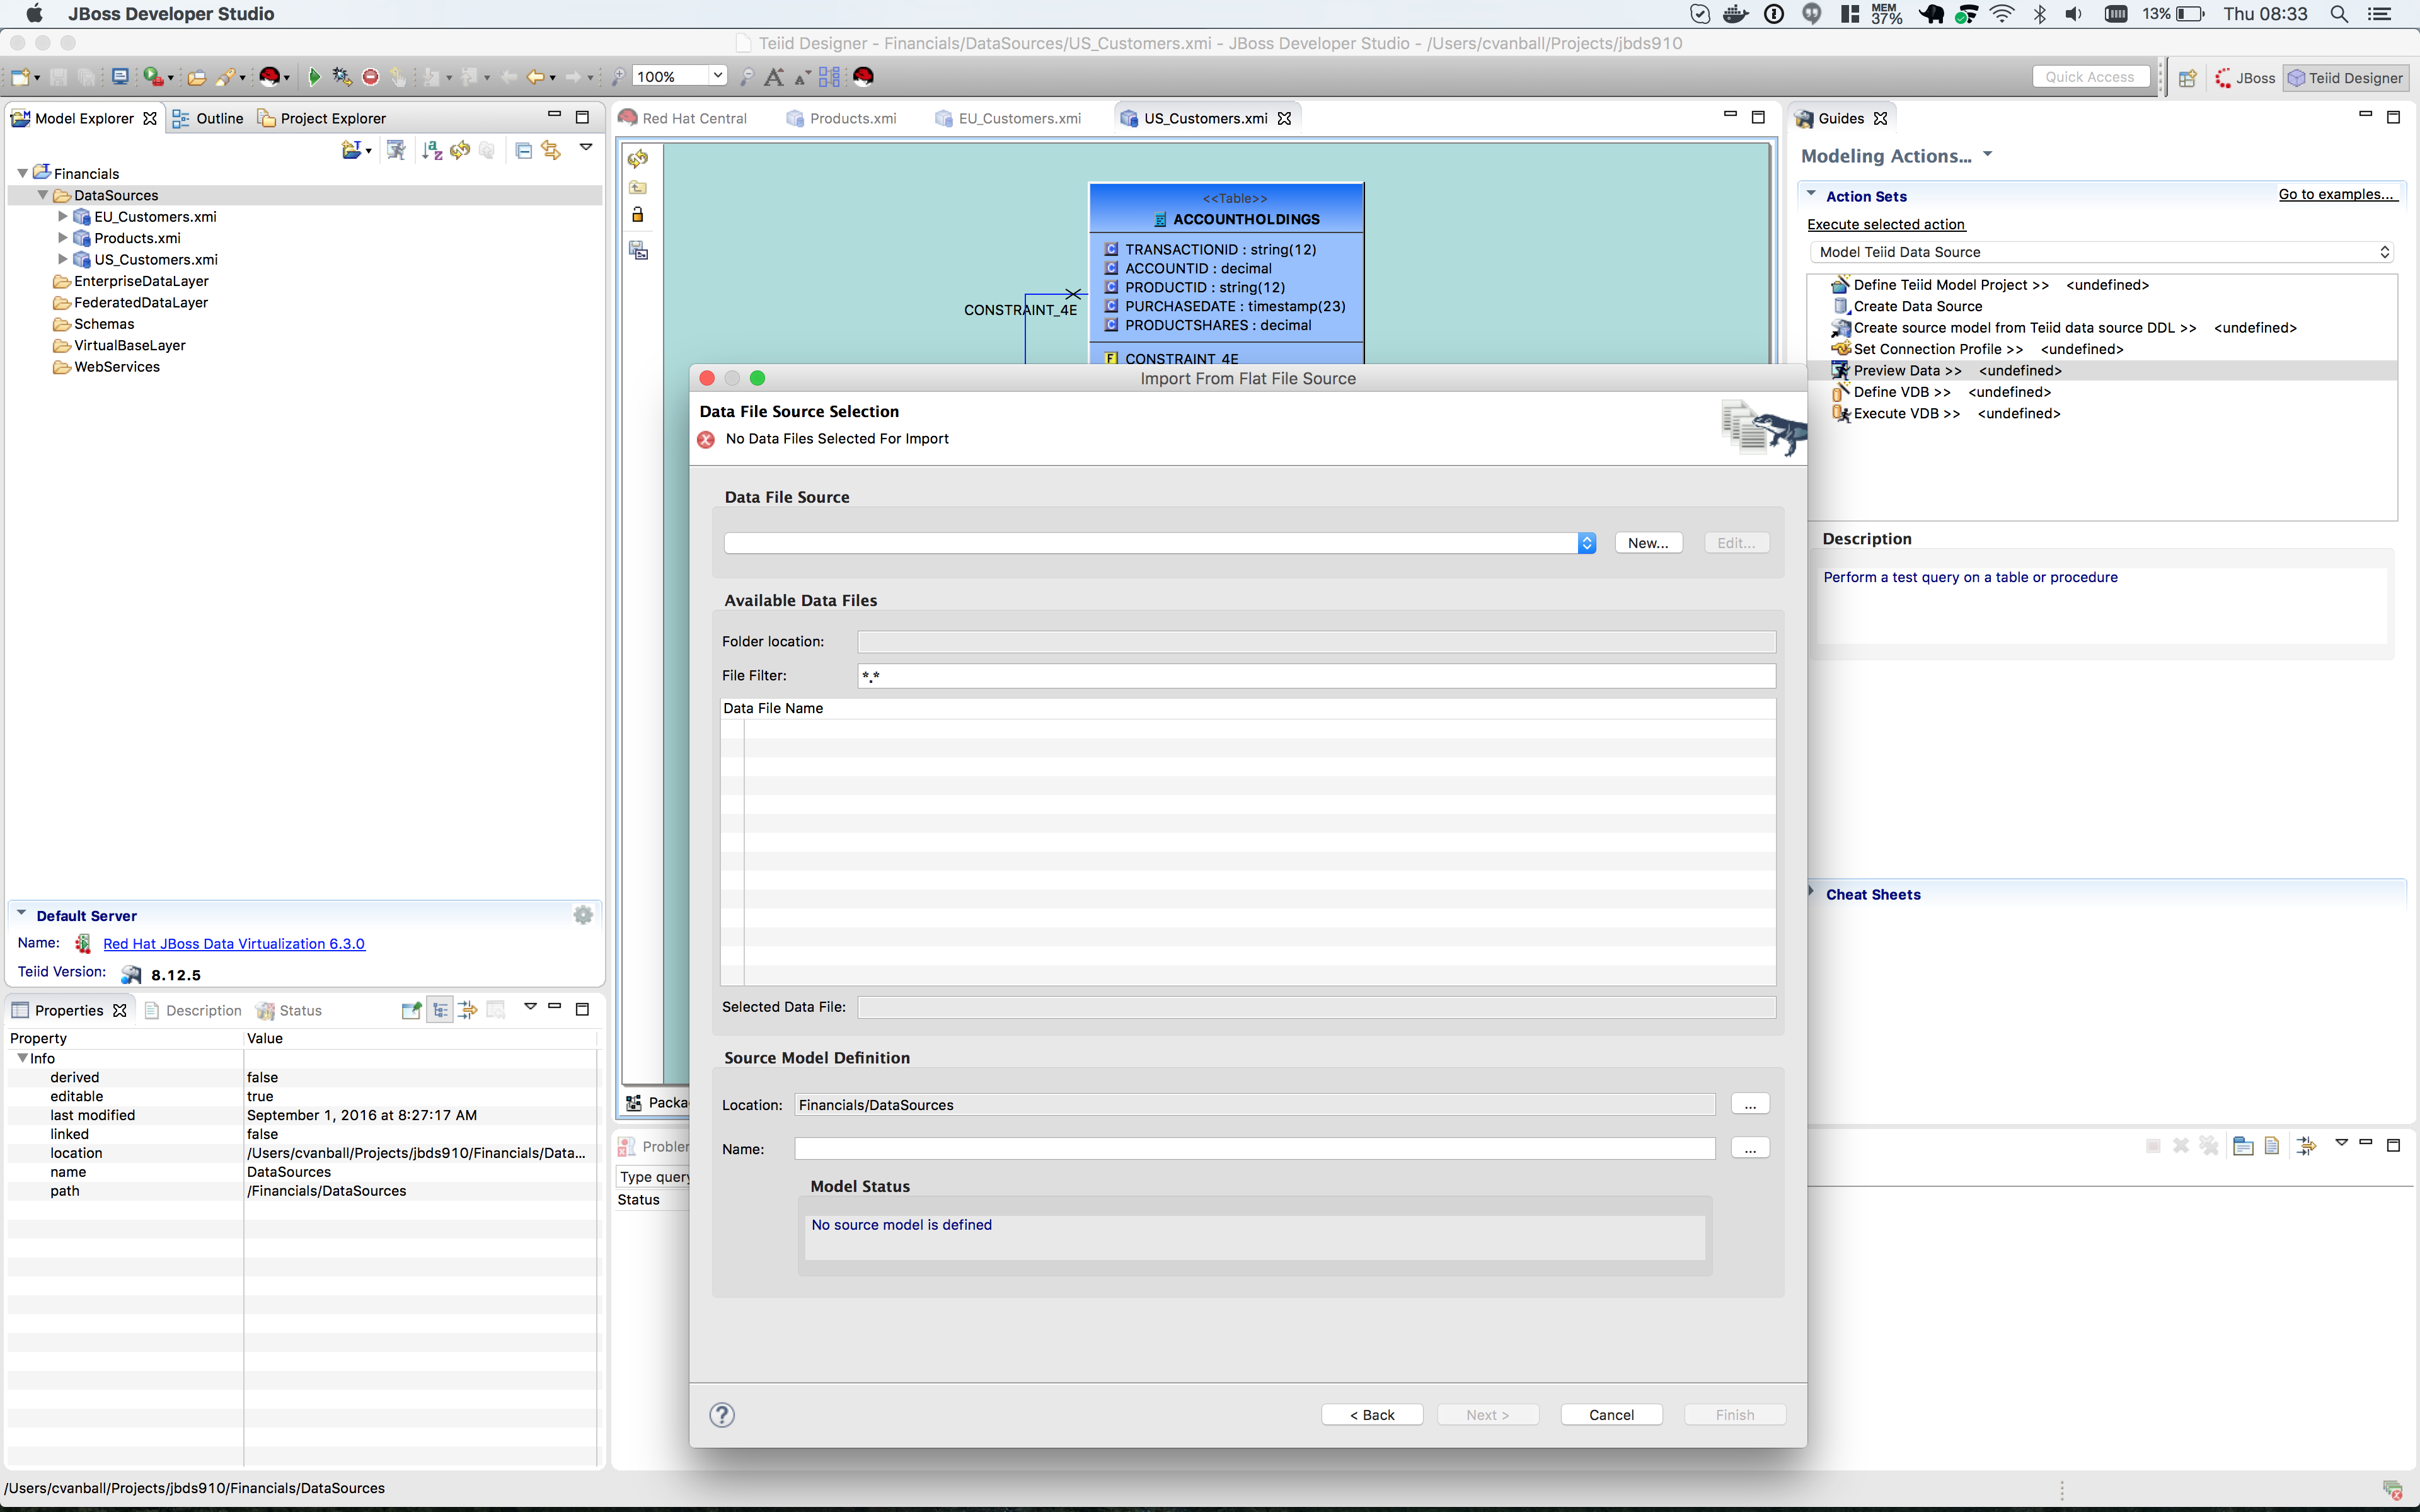 JBoss Developer Studio
MEM
37%
13%
Thu 08:33
Teiid Designer - Financials/DataSources/US_Customers.xmi - JBoss Developer Studio - /Users/cvanball/Projects/jbds910
100%
Quick Access
JBoss
Teiid Designer
Model Explorer
Outline
Project Explorer
Financials
DataSources
EU_Customers.xmi
Products.xmi
US_Customers.xmi
EnterpriseDataLayer
FederatedDataLayer
Schemas
VirtualBaseLayer
WebServices
Default Server
Name:
Red Hat JBoss Data Virtualization 6.3.0
Teiid Version:
8.12.5
Properties
Description
Status
Property
Value
Info
derived
false
editable
true
last modified
September 1, 2016 at 8:27:17 AM
linked
false
location
/Users/cvanball/Projects/jbds910/Financials/Data...
name
DataSources
path
/Financials/DataSources
/Users/cvanball/Projects/jbds910/Financials/DataSources
Red Hat Central
Products.xmi
EU_Customers.xmi
US_Customers.xmi
<<Table>>
ACCOUNTHOLDINGS
TRANSACTIONID : string(12)
ACCOUNTID : decimal
PRODUCTID : string(12)
PURCHASEDATE : timestamp(23)
PRODUCTSHARES : decimal
CONSTRAINT_4E
CONSTRAINT_4E
Packa
Probler
Type query
Status
Import From Flat File Source
Data File Source Selection
No Data Files Selected For Import
Data File Source
New...
Edit...
Available Data Files
Folder location:
File Filter:
*.*
Data File Name
Selected Data File:
Source Model Definition
Location:
Financials/DataSources
...
Name:
...
Model Status
No source model is defined
?
< Back
Next >
Cancel
Finish
Guides
Modeling Actions...
Action Sets
Go to examples...
Execute selected action
Model Teiid Data Source
Define Teiid Model Project >> <undefined>
Create Data Source
Create source model from Teiid data source DDL >> <undefined>
Set Connection Profile >> <undefined>
Preview Data >> <undefined>
Define VDB >> <undefined>
Execute VDB >> <undefined>
Description
Perform a test query on a table or procedure
Cheat Sheets